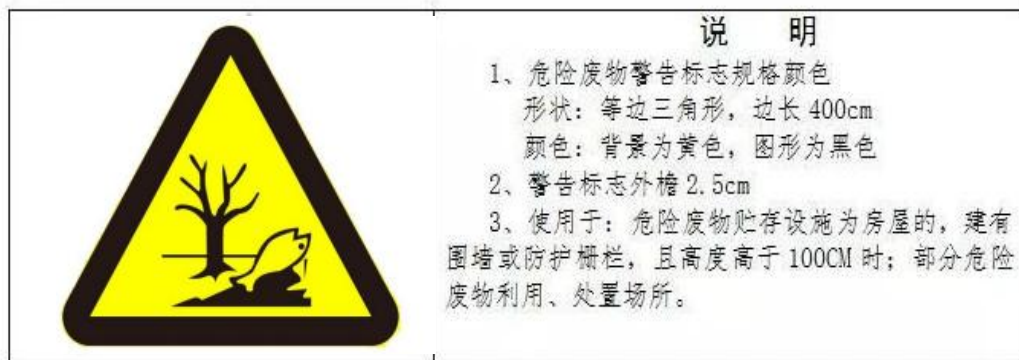 说 明
1、危险废物警告标志规格颜色
形状：等边三角形，边长 400cm
颜色：背景为黄色，图形为黑色
2、警告标志外檐 2.5cm
3、使用于：危险废物贮存设施为房屋的，建有
围墙或防护栅栏，且高度高于 100CM 时；部分危险
废物利用、处置场所。